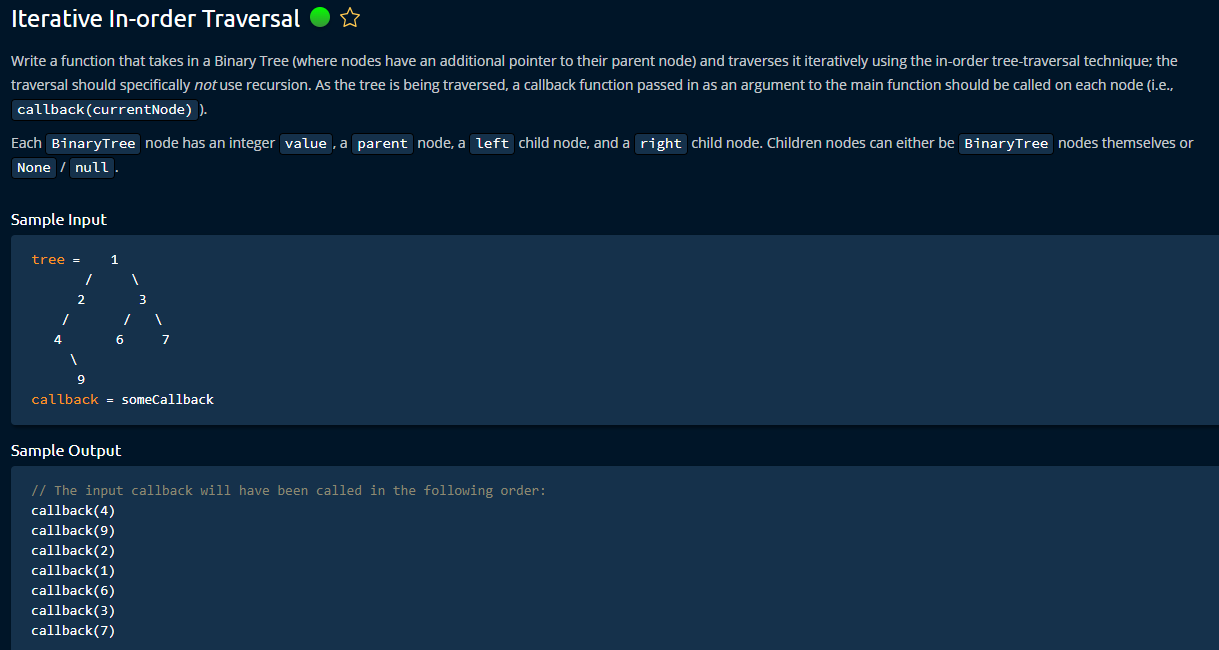 Iterative In-order Traversal
Write a function that takes in a Binary Tree (where nodes have an additional pointer to their parent node) and traverses it iteratively using the in-order tree-traversal technique; the
traversal should specifically not use recursion. As the tree is being traversed, a callback function passed in as an argument to the main function should be called on each node (i.e.,
callback(currentNode) ).
Each BinaryTree node has an integer value , a parent node, a left child node, and a right child node. Children nodes can either be BinaryTree nodes themselves or
None / null .
Sample Input
tree =    1
       /     \
      2       3
    /       /   \
   4       6     7
     \
      9
callback = someCallback
Sample Output
// The input callback will have been called in the following order:
callback(4)
callback(9)
callback(2)
callback(1)
callback(6)
callback(3)
callback(7)